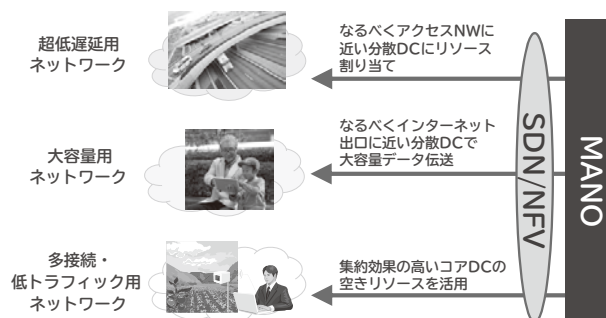 超低遅延用
ネットワーク
なるべくアクセスNWに
近い分散DCにリソース
割り当て
大容量用
ネットワーク
なるべくインターネット
出口に近い分散DCで
大容量データ伝送
多接続・
低トラフィック用
ネットワーク
集約効果の高いコアDCの
空きリソースを活用
SDN/NFV
MANO